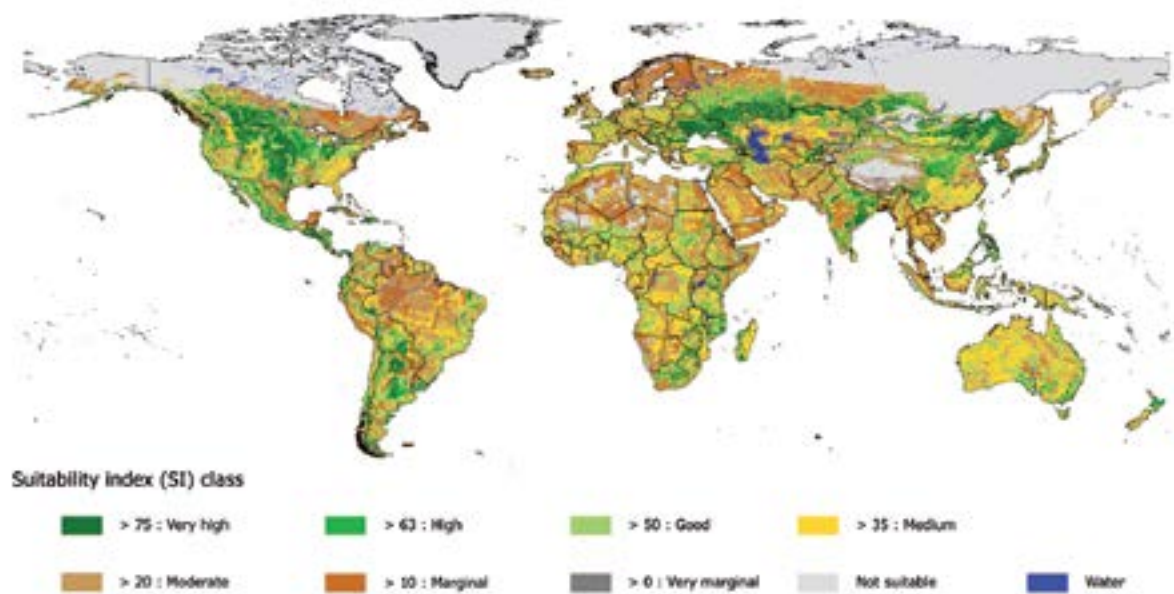 Suitability index (SI) class
> 75 : Very high
> 63 : High
> 50 : Good
> 35 : Medium
> 20 : Moderate
> 10 : Marginal
> 0 : Very marginal
Not suitable
Water